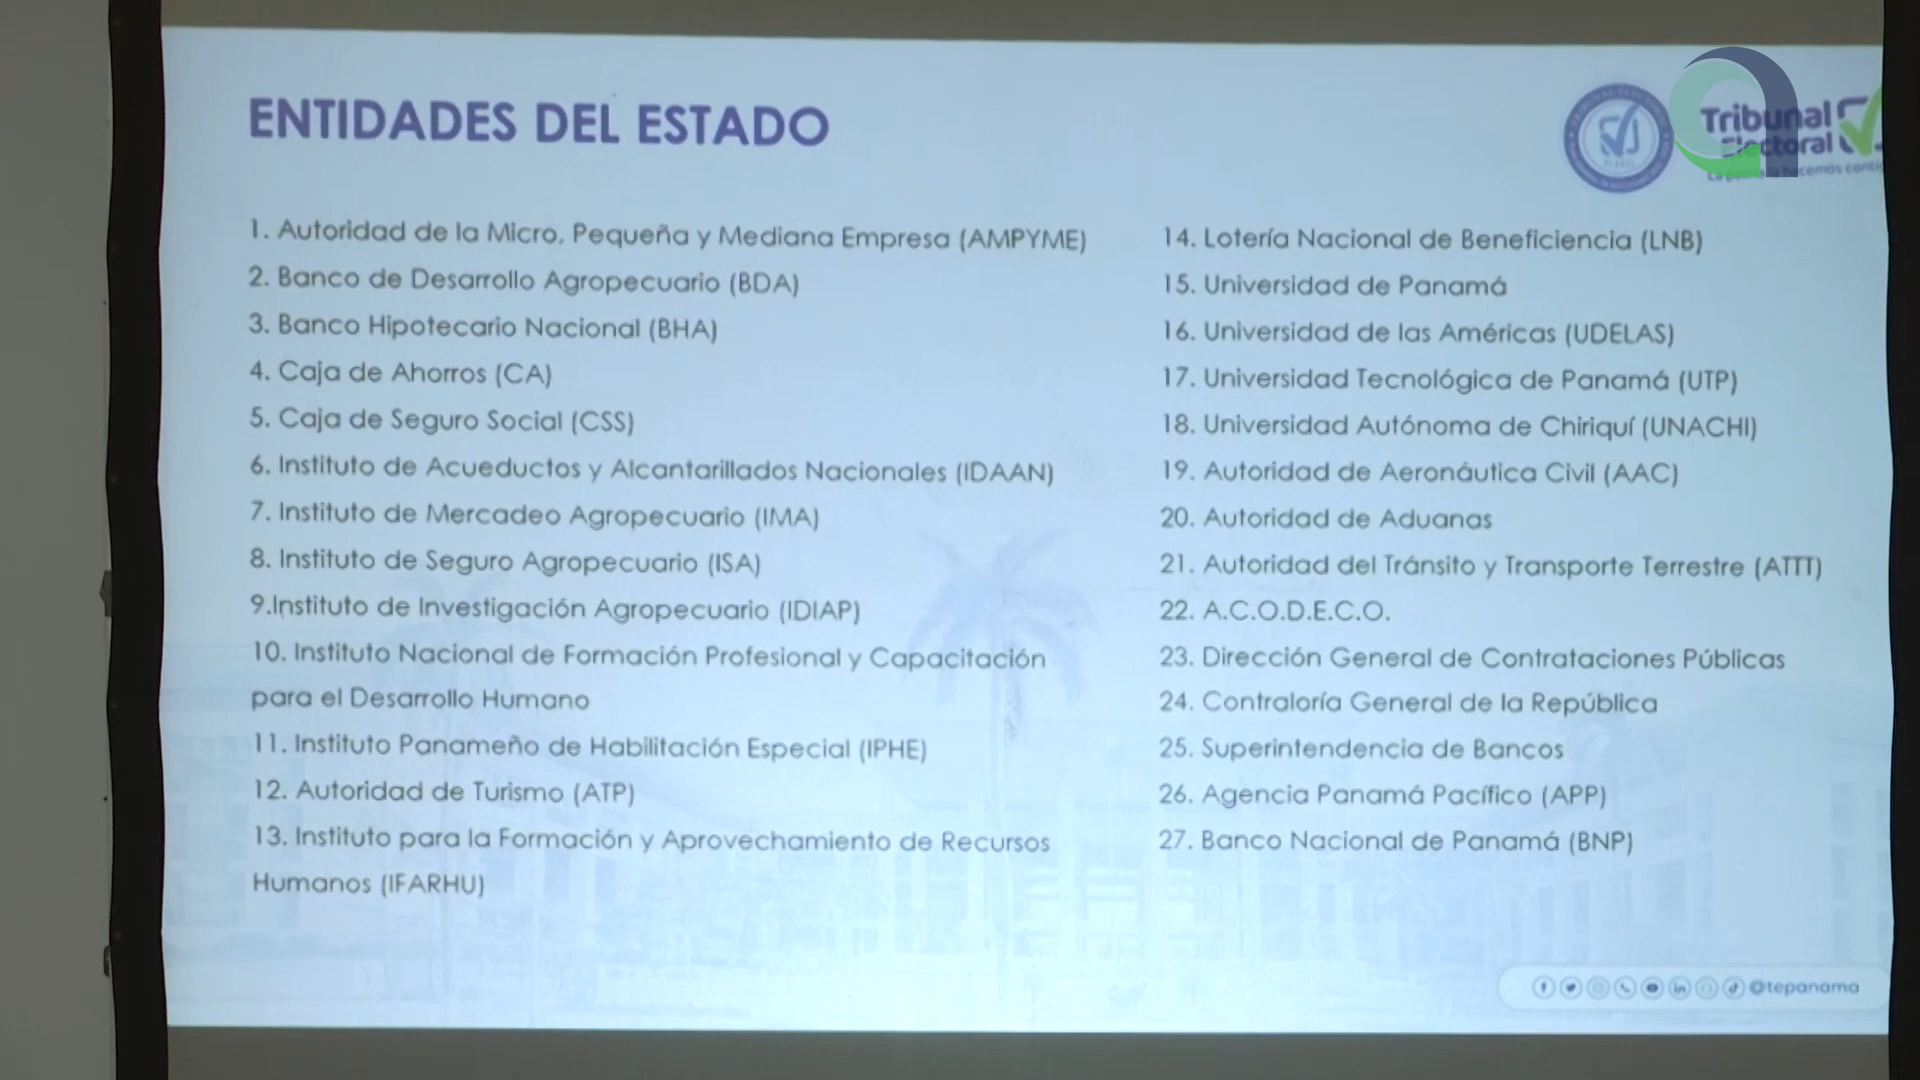 ENTIDADES DEL ESTADO
Tribunal
Electoral
1. Autoridad de la Micro, Pequeña y Mediana Empresa (AMPYME)
2. Banco de Desarrollo Agropecuario (BDA)
3. Banco Hipotecario Nacional (BHA)
4. Caja de Ahorros (CA)
5. Caja de Seguro Social (CSS)
6. Instituto de Acueductos y Alcantarillados Nacionales (IDAAN)
7. Instituto de Mercadeo Agropecuario (IMA)
8. Instituto de Seguro Agropecuario (ISA)
9.Instituto de Investigación Agropecuario (IDIAP)
10. Instituto Nacional de Formación Profesional y Capacitación
para el Desarrollo Humano
11. Instituto Panameño de Habilitación Especial (IPHE)
12. Autoridad de Turismo (ATP)
13. Instituto para la Formación y Aprovechamiento de Recursos
Humanos (IFARHU)
14. Lotería Nacional de Beneficiencia (LNB)
15. Universidad de Panamá
16. Universidad de las Américas (UDELAS)
17. Universidad Tecnológica de Panamá (UTP)
18. Universidad Autónoma de Chiriquí (UNACHI)
19. Autoridad de Aeronáutica Civil (AAC)
20. Autoridad de Aduanas
21. Autoridad del Tránsito y Transporte Terrestre (ATTT)
22. A.C.O.D.E.C.O.
23. Dirección General de Contrataciones Públicas
24. Contraloría General de la República
25. Superintendencia de Bancos
26. Agencia Panamá Pacífico (APP)
27. Banco Nacional de Panamá (BNP)
@tepanama